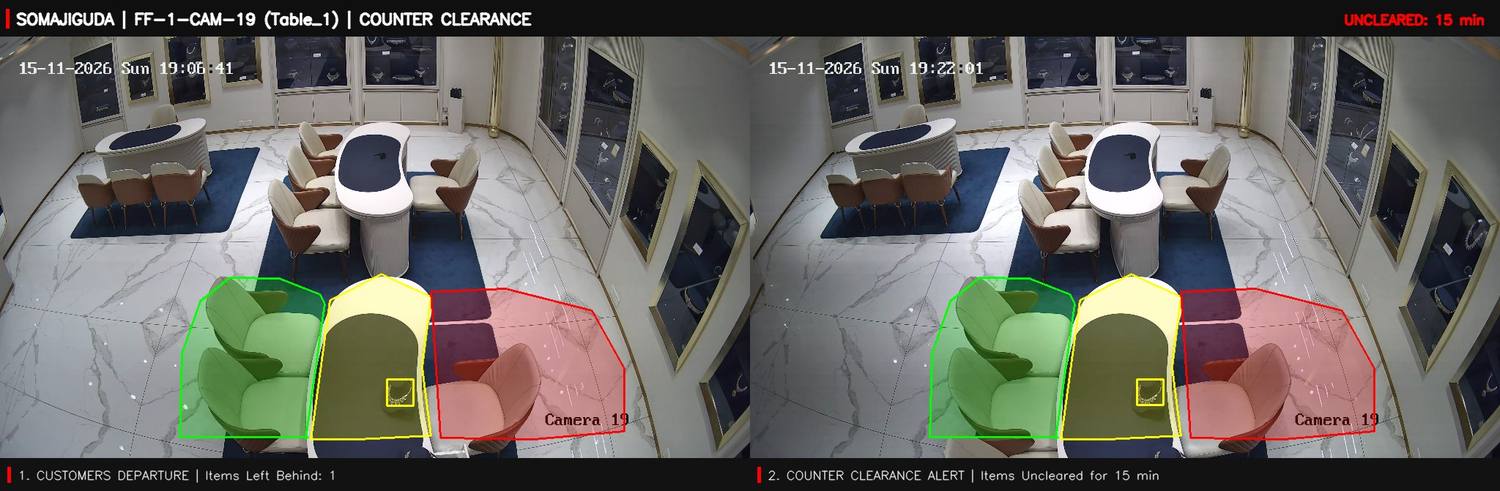 SOMAJIGUDA | FF-1-CAM-19 (Table_1) | COUNTER CLEARANCE
UNCLEARED: 15 min
15-11-2026 Sun 19:06:41
15-11-2026 Sun 19:22:01
Camera 19
Camera 19
1. CUSTOMERS DEPARTURE | Items Left Behind: 1
2. COUNTER CLEARANCE ALERT | Items Uncleared for 15 min